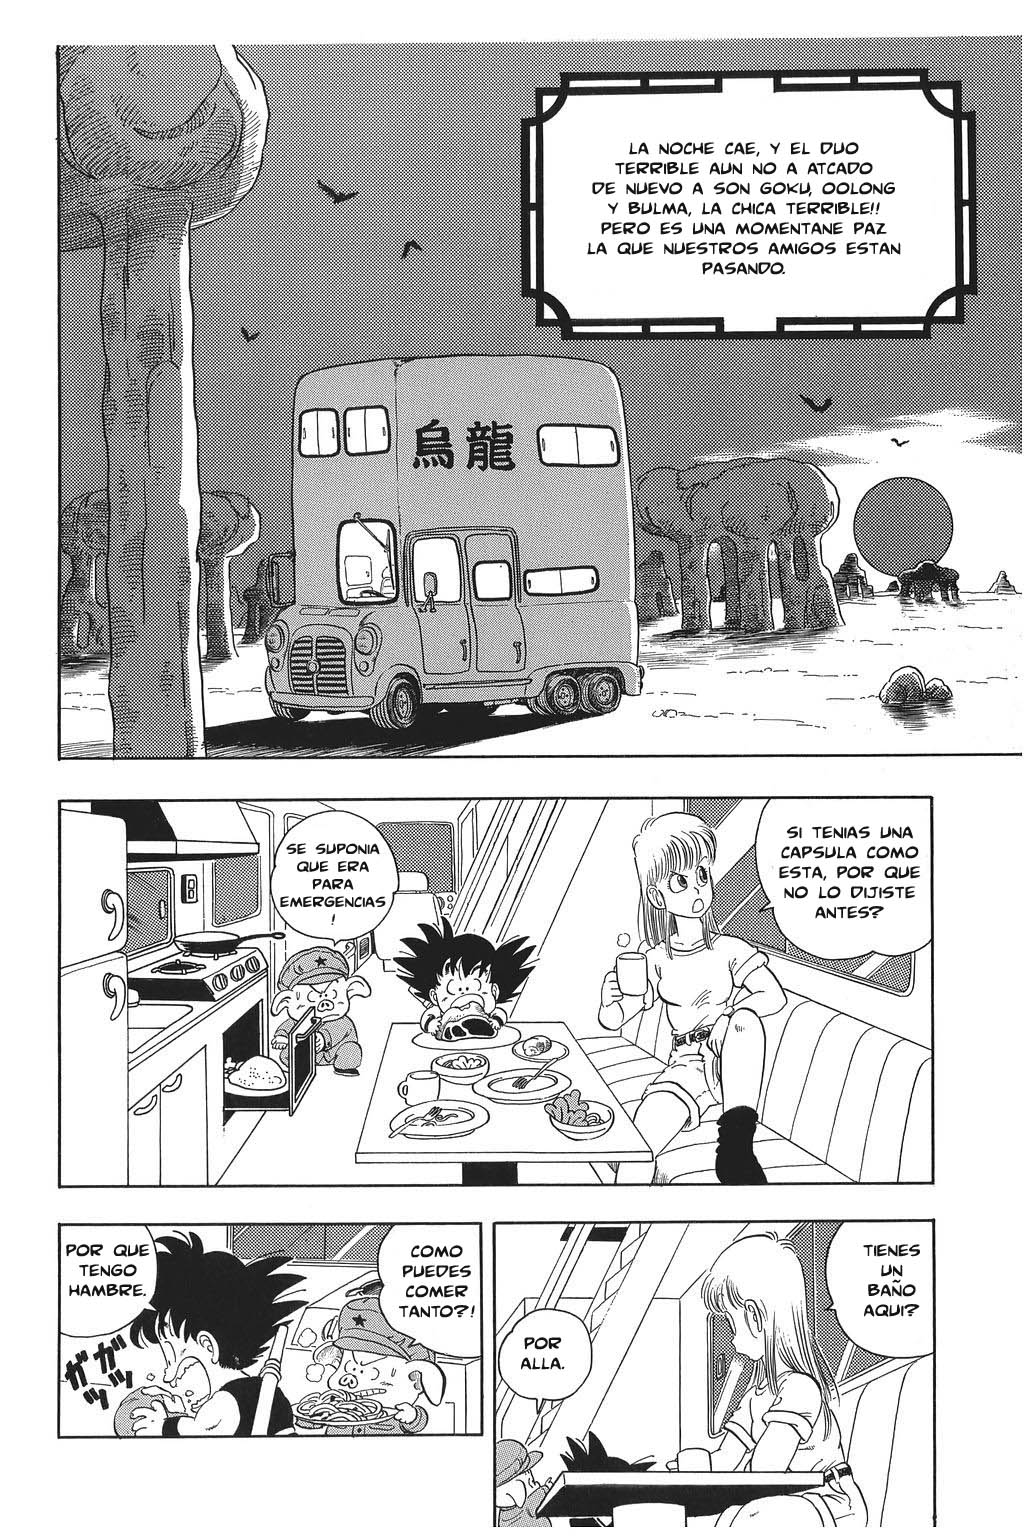 LA NOCHE CAE, Y EL DUO
TERRIBLE AUN NO A ATCADO
DE NUEVO A SON GOKU, OOLONG
Y BULMA, LA CHICA TERRIBLE!!
PERO ES UNA MOMENTANE PAZ
LA QUE NUESTROS AMIGOS ESTAN
PASANDO.
烏龍
SE SUPONIA
QUE ERA
PARA
EMERGENCIAS
!
SI TENIAS UNA
CAPSULA COMO
ESTA, POR QUE
NO LO DIJISTE
ANTES?
POR QUE
TENGO
HAMBRE.
COMO
PUEDES
COMER
TANTO?!
ガガ
ツツ
TIENES
UN
BAÑO
AQUI?
POR
ALLA.